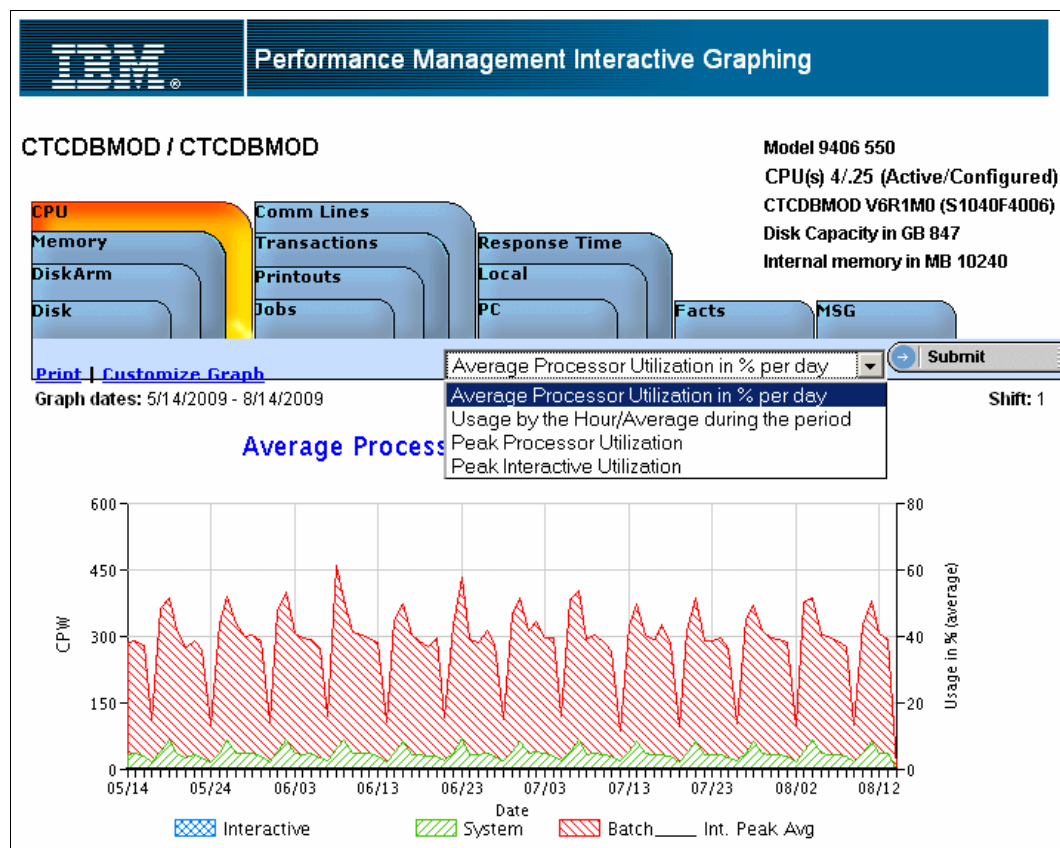 IBM®
Performance Management Interactive Graphing
CTCDBMOD / CTCDBMOD
Model 9406 550
CPU(s) 4/.25 (Active/Configured)
CTCDBMOD V6R1M0 (S1040F4006)
Disk Capacity in GB 847
Internal memory in MB 10240
CPU
Memory
DiskArm
Disk
Comm Lines
Transactions
Printouts
Jobs
Response Time
Local
PC
Facts
MSG
Print | Customize Graph
Average Processor Utilization in % per day
Submit
Average Processor Utilization in % per day
Usage by the Hour/Average during the period
Peak Processor Utilization
Peak Interactive Utilization
Graph dates: 5/14/2009 - 8/14/2009
Shift: 1
Average Process
600
450
300
150
0
CPW
80
60
40
20
0
Usage in % (average)
05/14 05/24 06/03 06/13 06/23 07/03 07/13 07/23 08/02 08/12
Date
Interactive System Batch Int. Peak Avg